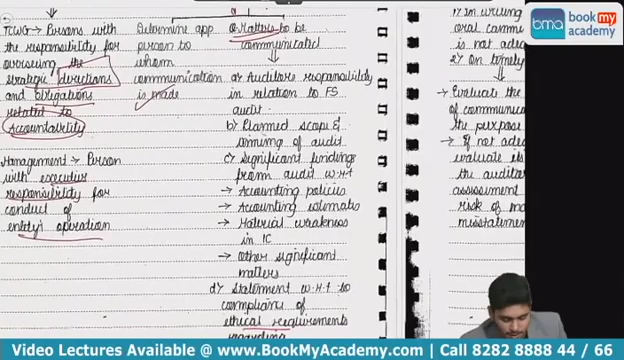 TCWG → Persons with
the responsibility for
overseeing the
strategic directions
and obligations
related to
Accountability
Management → Person
with executive
responsibility for
conduct of
entity's operation
Determine app
person to
whom
communication
is made
Matters to be
communicated
a) Auditors responsibility
in relation to FS
audit.
b) Planned scope &
timing of audit
c) Significant findings
from audit w.r.t
→ Accounting policies
→ Accounting estimates
→ Material weakness
in IC
→ Other significant
matters
d) Statement w.r.t to
compliance of
ethical requirements
regarding
1) In writing
oral comm
is not adeq
2) On timely
→ Evaluate the
of communica
the purpose
→ If not adeq
evaluate its
the auditor
assessment
risk of ma
misstatemen
bma
book my
academy
Video Lectures Available @ www.BookMyAcademy.com | Call 8282 8888 44 / 66